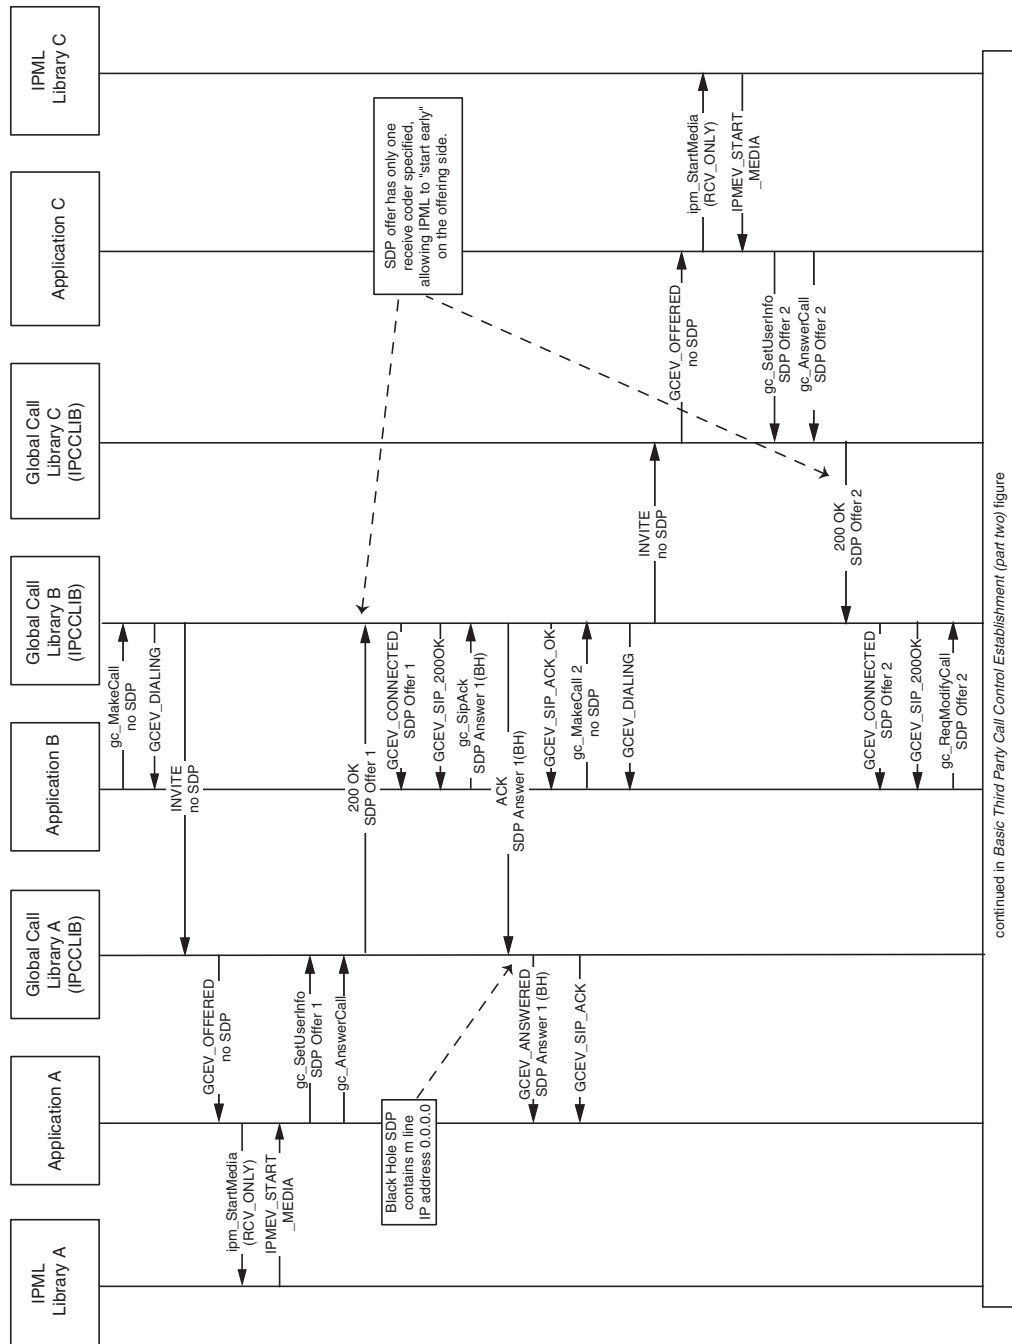 IPML
Library A
Application A
Global Call
Library A
(IPCCLIB)
Application B
Global Call
Library B
(IPCCLIB)
Global Call
Library C
(IPCCLIB)
Application C
IPML
Library C
gc_MakeCall
no SDP
GCEV_DIALING
INVITE
no SDP
GCEV_OFFERED
no SDP
ipm_StartMedia
(RCV_ONLY)
IPMEV_START
_MEDIA
gc_SetUserInfo
SDP Offer 1
gc_AnswerCall
200 OK
SDP Offer 1
SDP offer has only one
receive coder specified,
allowing IPML to "start early"
on the offering side.
GCEV_CONNECTED
SDP Offer 1
GCEV_SIP_200OK
gc_SipAck
SDP Answer 1(BH)
ACK
SDP Answer 1(BH)
Black Hole SDP
contains m line
IP address 0.0.0.0
GCEV_ANSWERED
SDP Answer 1 (BH)
GCEV_SIP_ACK_OK
GCEV_SIP_ACK
gc_MakeCall 2
no SDP
GCEV_DIALING
INVITE
no SDP
GCEV_OFFERED
no SDP
ipm_StartMedia
(RCV_ONLY)
IPMEV_START
_MEDIA
gc_SetUserInfo
SDP Offer 2
gc_AnswerCall
SDP Offer 2
200 OK
SDP Offer 2
GCEV_CONNECTED
SDP Offer 2
GCEV_SIP_200OK
gc_ReqModifyCall
SDP Offer 2
continued in Basic Third Party Call Control Establishment (part two) figure